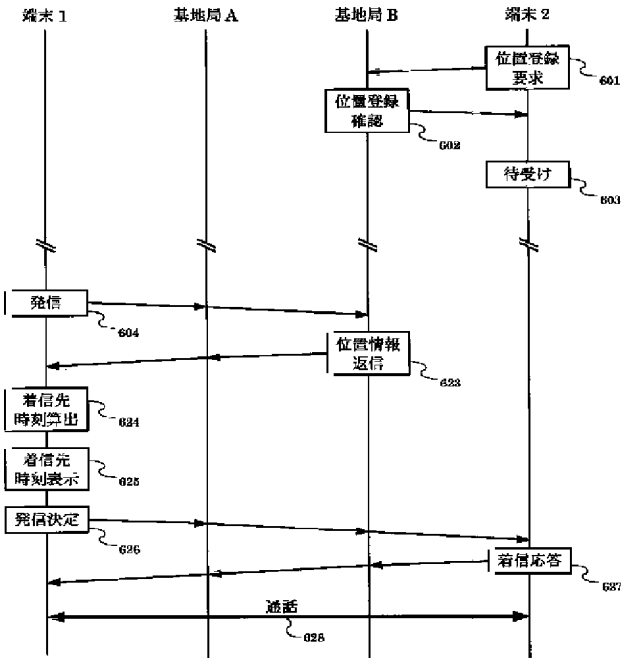 端末 1
基地局 A
基地局 B
端末 2
位置登録
要求
601
位置登録
確認
602
待受け
603
発信
604
位置情報
返信
623
着信先
時刻算出
624
着信先
時刻表示
625
発信決定
626
着信応答
627
通話
628